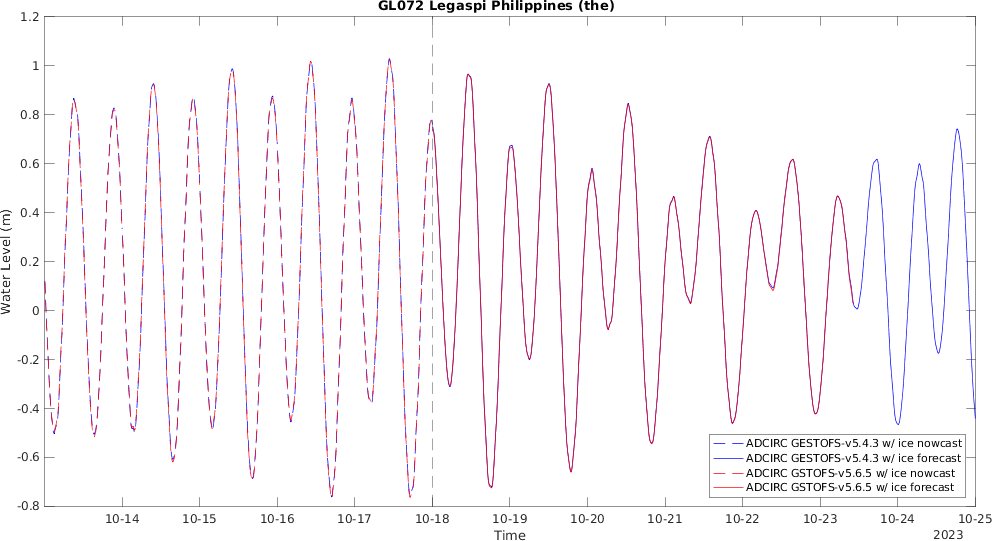 GL072 Legaspi Philippines (the)
1.2
1
0.8
0.6
0.4
0.2
0
-0.2
-0.4
-0.6
-0.8
Water Level (m)
ADCIRC GESTOFS-v5.4.3 w/ ice nowcast
ADCIRC GESTOFS-v5.4.3 w/ ice forecast
ADCIRC GSTOFS-v5.6.5 w/ ice nowcast
ADCIRC GSTOFS-v5.6.5 w/ ice forecast
10-14 10-15 10-16 10-17 10-18 10-19 10-20 10-21 10-22 10-23 10-24 10-25
Time
2023